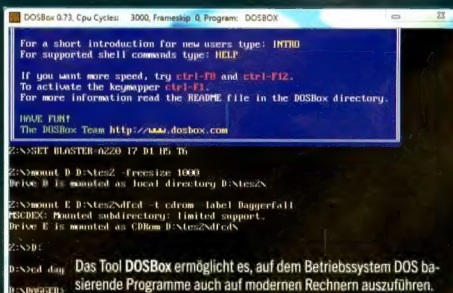 DOSBox 0.73, Cpu Cycles: 3000, Frameskip 0, Program: DOSBOX
For a short introduction for new users type: INTRO
For supported shell commands type: HELP
If you want more speed, try ctrl-F8 and ctrl-F12.
To activate the keymapper ctrl-F1.
For more information read the README file in the DOSBox directory.
HAVE FUN!
The DOSBox Team http://www.dosbox.com
Z:\>SET BLASTER=A220 I7 D1 H5 T6
Z:\>mount D D:\tes2 -freesize 1000
Drive D is mounted as local directory D:\tes2\
Z:\>mount E D:\tes2\dfcd -t cdrom -label Daggerfall
MSCDEX: Mounted subdirectory: limited support.
Drive E is mounted as CDRom D:\tes2\dfcd\
Z:\>D:
D:\>cd dag
D:\DAGGER>
Das Tool DOSBox ermöglicht es, auf dem Betriebssystem DOS ba-
sierende Programme auch auf modernen Rechnern auszuführen.